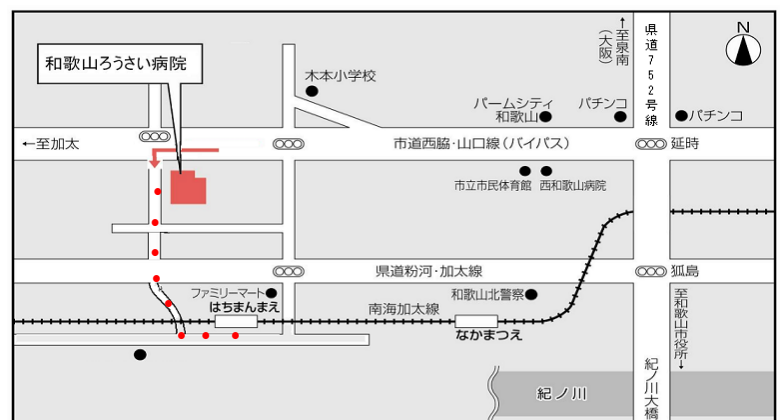 ↑至泉南
（大阪）
県道752号線
N
和歌山ろうさい病院
木本小学校
パームシティ
和歌山
パチンコ
パチンコ
←至加太
市道西脇・山口線（バイパス）
延時
市立市民体育館
西和歌山病院
県道粉河・加太線
狐島
ファミリーマート
はちまんまえ
和歌山北警察
南海加太線
なかまつえ
至和歌山市役所→
紀ノ川
紀ノ川大橋